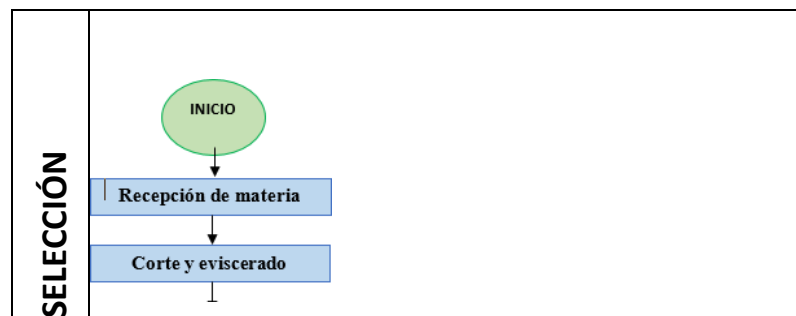 INICIO
Recepción de materia
Corte y eviscerado
SELECCIÓN